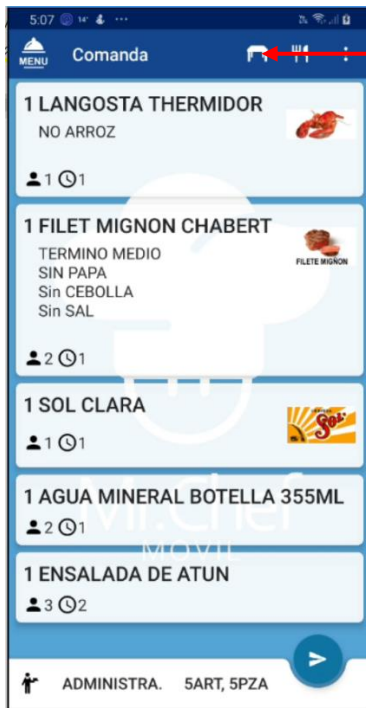 5:07 14°
MENU Comanda
1 LANGOSTA THERMIDOR
NO ARROZ
1 1
1 FILET MIGNON CHABERT
TERMINO MEDIO
SIN PAPA
Sin CEBOLLA
Sin SAL
FILETE MIGÑON
2 1
1 SOL CLARA
Sol
1 1
1 AGUA MINERAL BOTELLA 355ML
2 1
Mr.Chef
MOVIL
1 ENSALADA DE ATUN
3 2
ADMINISTRA. 5ART, 5PZA